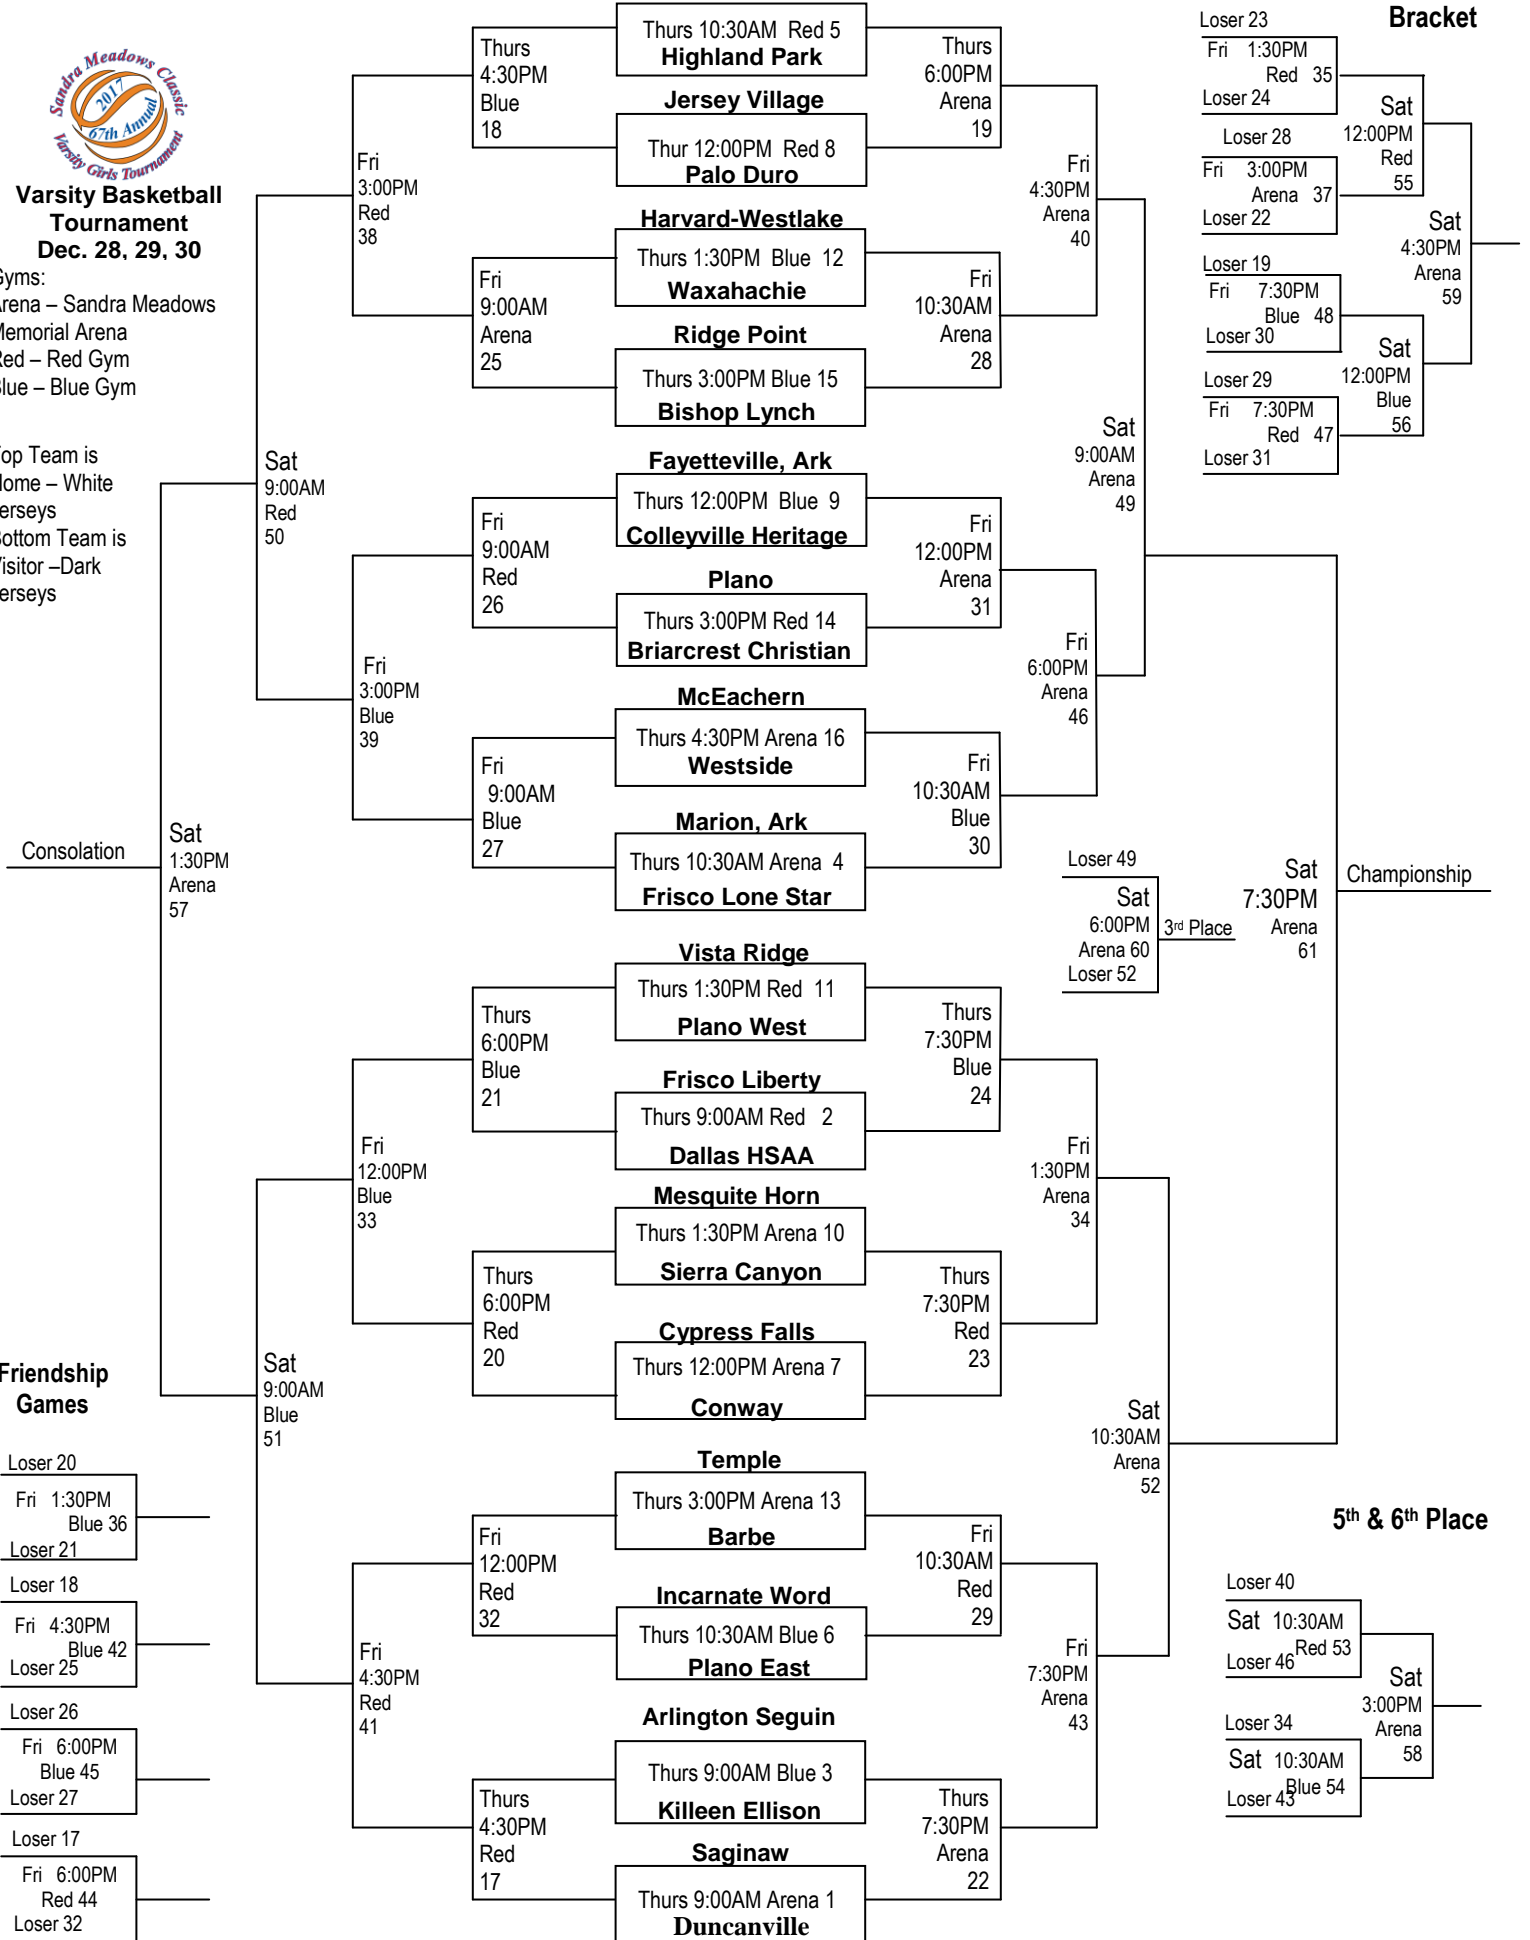 Sandra Meadows Classic
2017
67th Annual
Varsity Girls Tournament
Varsity Basketball
Tournament
Dec. 28, 29, 30
Gyms:
Arena – Sandra Meadows
Memorial Arena
Red – Red Gym
Blue – Blue Gym
Top Team is
Home – White
Jerseys
Bottom Team is
Visitor –Dark
Jerseys
Thurs 10:30AM Red 5
Highland Park
Jersey Village
Thur 12:00PM Red 8
Palo Duro
Harvard-Westlake
Thurs 1:30PM Blue 12
Waxahachie
Ridge Point
Thurs 3:00PM Blue 15
Bishop Lynch
Fayetteville, Ark
Thurs 12:00PM Blue 9
Colleyville Heritage
Plano
Thurs 3:00PM Red 14
Briarcrest Christian
McEachern
Thurs 4:30PM Arena 16
Westside
Marion, Ark
Thurs 10:30AM Arena 4
Frisco Lone Star
Vista Ridge
Thurs 1:30PM Red 11
Plano West
Frisco Liberty
Thurs 9:00AM Red 2
Dallas HSAA
Mesquite Horn
Thurs 1:30PM Arena 10
Sierra Canyon
Cypress Falls
Thurs 12:00PM Arena 7
Conway
Temple
Thurs 3:00PM Arena 13
Barbe
Incarnate Word
Thurs 10:30AM Blue 6
Plano East
Arlington Seguin
Thurs 9:00AM Blue 3
Killeen Ellison
Saginaw
Thurs 9:00AM Arena 1
Duncanville
Thurs
4:30PM
Blue
18
Fri
9:00AM
Arena
25
Fri
9:00AM
Red
26
Fri
9:00AM
Blue
27
Thurs
6:00PM
Blue
21
Thurs
6:00PM
Red
20
Fri
12:00PM
Red
32
Thurs
4:30PM
Red
17
Fri
3:00PM
Red
38
Fri
3:00PM
Blue
39
Fri
12:00PM
Blue
33
Fri
4:30PM
Red
41
Sat
9:00AM
Red
50
Sat
9:00AM
Blue
51
Sat
1:30PM
Arena
57
Consolation
Friendship
Games
Loser 20
Fri 1:30PM
Blue 36
Loser 21
Loser 18
Fri 4:30PM
Blue 42
Loser 25
Loser 26
Fri 6:00PM
Blue 45
Loser 27
Loser 17
Fri 6:00PM
Red 44
Loser 32
Thurs
6:00PM
Arena
19
Fri
10:30AM
Arena
28
Fri
12:00PM
Arena
31
Fri
10:30AM
Blue
30
Thurs
7:30PM
Blue
24
Thurs
7:30PM
Red
23
Fri
10:30AM
Red
29
Thurs
7:30PM
Arena
22
Fri
4:30PM
Arena
40
Fri
6:00PM
Arena
46
Fri
1:30PM
Arena
34
Fri
7:30PM
Arena
43
Sat
9:00AM
Arena
49
Sat
10:30AM
Arena
52
Loser 49
Sat
6:00PM
Arena 60
Loser 52
3rd Place
Sat
7:30PM
Arena
61
Championship
Bracket
Loser 23
Fri 1:30PM
Red 35
Loser 24
Loser 28
Fri 3:00PM
Arena 37
Loser 22
Loser 19
Fri 7:30PM
Blue 48
Loser 30
Loser 29
Fri 7:30PM
Red 47
Loser 31
Sat
12:00PM
Red
55
Sat
12:00PM
Blue
56
Sat
4:30PM
Arena
59
5th & 6th Place
Loser 40
Sat 10:30AM
Red 53
Loser 46
Loser 34
Sat 10:30AM
Blue 54
Loser 43
Sat
3:00PM
Arena
58